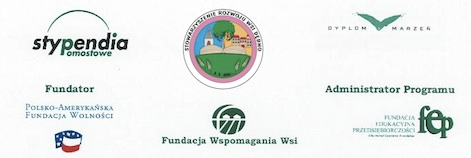 stypendia
pomostowe
STOWARZYSZENIE ROZWOJU WSI DĘBNO
DYPLOM MARZEŃ
Fundator
Administrator Programu
POLSKO-AMERYKAŃSKA
FUNDACJA WOLNOŚCI
Fundacja Wspomagania Wsi
FUNDACJA
EDUKACYJNA
PRZEDSIĘBIORCZOŚCI
fep